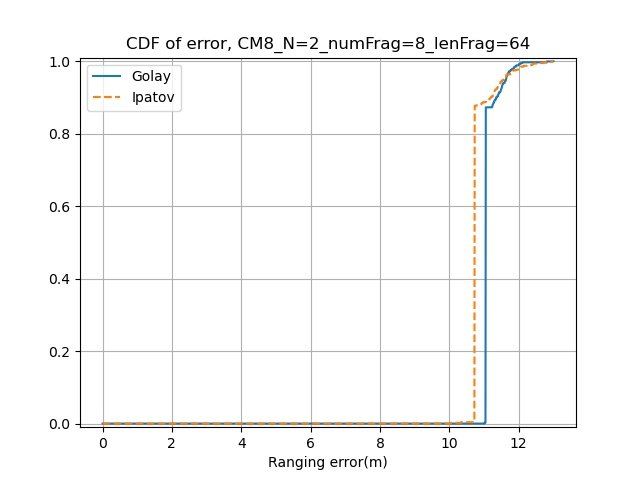 CDF of error, CM8_N=2_numFrag=8_lenFrag=64
1.0
0.8
0.6
0.4
0.2
0.0
Golay
Ipatov
0 2 4 6 8 10 12
Ranging error(m)